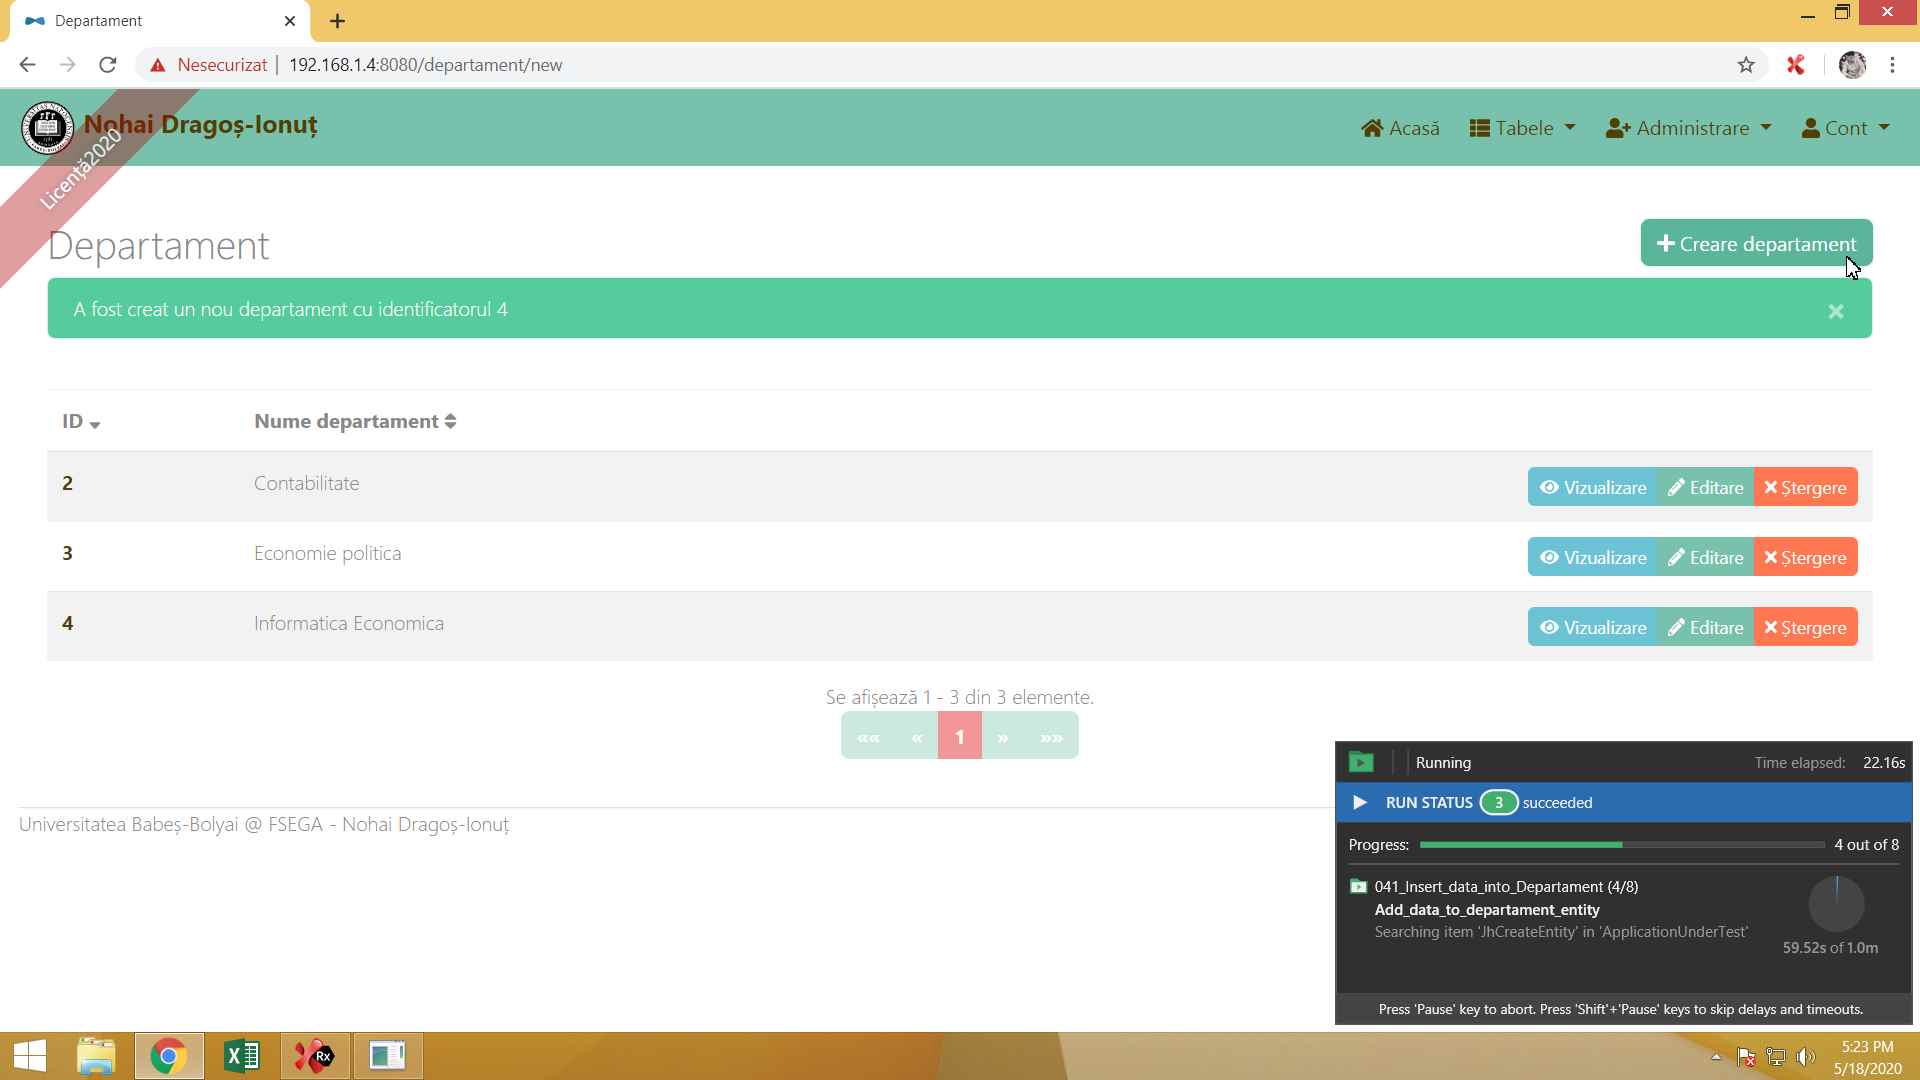 Departament
Nesecurizat 192.168.1.4:8080/departament/new
Nohai Dragoș-Ionuț
Licență2020
Acasă Tabele Administrare Cont
Departament
Creare departament
A fost creat un nou departament cu identificatorul 4
ID Nume departament
2 Contabilitate Vizualizare Editare Ștergere
3 Economie politica Vizualizare Editare Ștergere
4 Informatica Economica Vizualizare Editare Ștergere
Se afișează 1 - 3 din 3 elemente.
«« « 1 » »»
Universitatea Babeș-Bolyai @ FSEGA - Nohai Dragoș-Ionuț
Running Time elapsed: 22.16s
RUN STATUS 3 succeeded
Progress: 4 out of 8
041_Insert_data_into_Departament (4/8)
Add_data_to_departament_entity
Searching item 'JhCreateEntity' in 'ApplicationUnderTest'
59.52s of 1.0m
Press 'Pause' key to abort. Press 'Shift'+'Pause' keys to skip delays and timeouts.
Rx
5:23 PM
5/18/2020